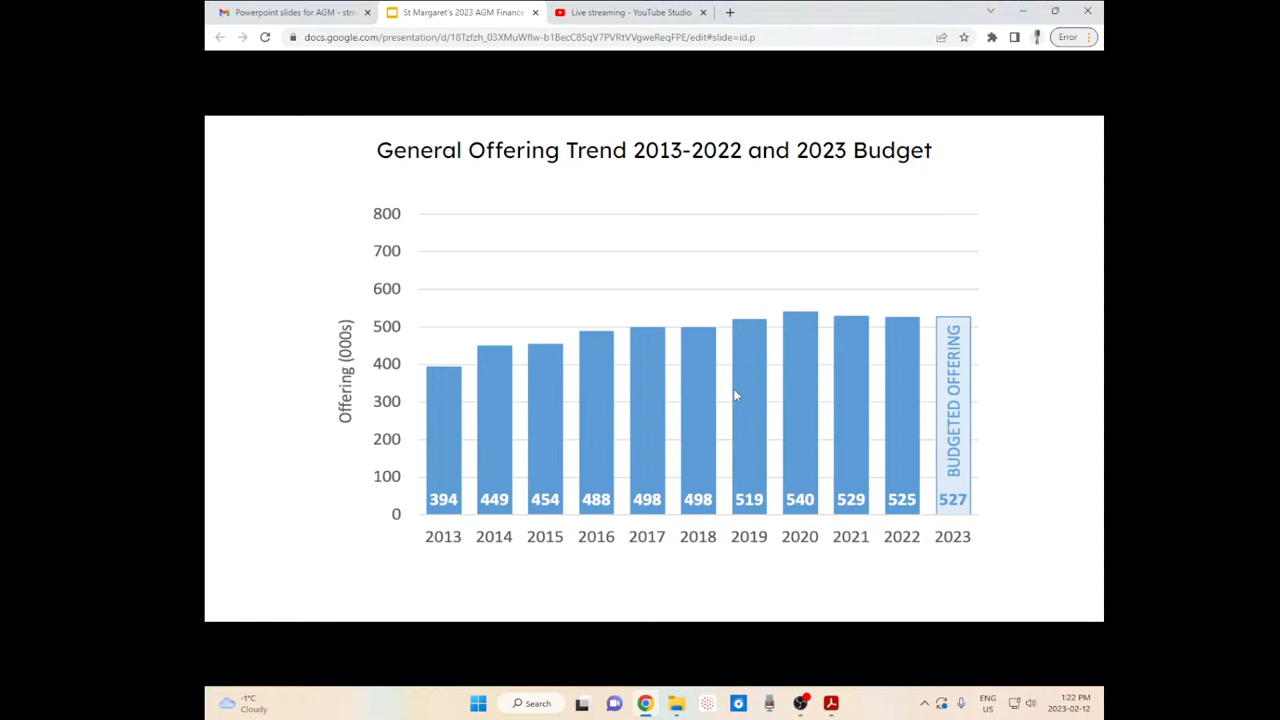 Powerpoint slides for AGM - stm
St Margaret's 2023 AGM Finance
Live streaming - YouTube Studio
docs.google.com/presentation/d/18Tzfzh_03XMuWflw-b1BecC85qV7PVRtVVgweReqFPE/edit#slide=id.p
Error
General Offering Trend 2013-2022 and 2023 Budget
Offering (000s)
800
700
600
500
400
300
200
100
0
BUDGETED OFFERING
394 449 454 488 498 498 519 540 529 525 527
2013 2014 2015 2016 2017 2018 2019 2020 2021 2022 2023
-1°C
Cloudy
Search
ENG
US
1:22 PM
2023-02-12